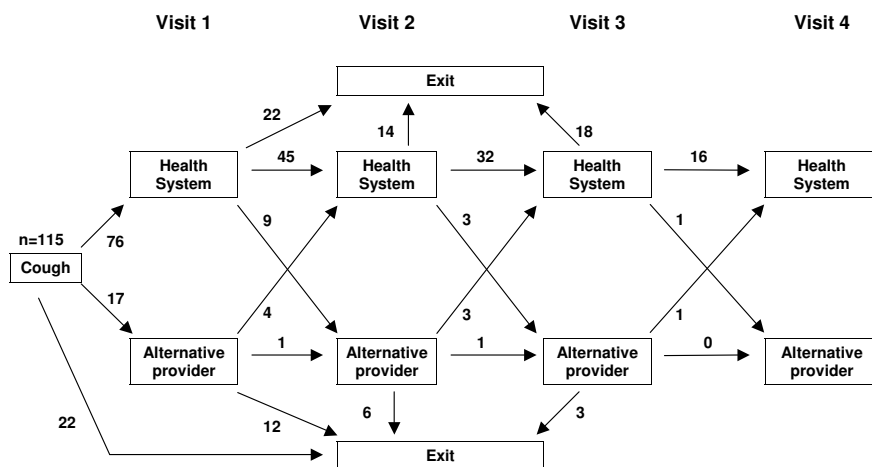 Visit 1 Visit 2 Visit 3 Visit 4
Exit
22
14
18
Health
System
45
Health
System
32
Health
System
16
Health
System
n=115
76
9
3
1
Cough
17
4
3
1
Alternative
provider
1
Alternative
provider
1
Alternative
provider
0
Alternative
provider
22
12
6
3
Exit